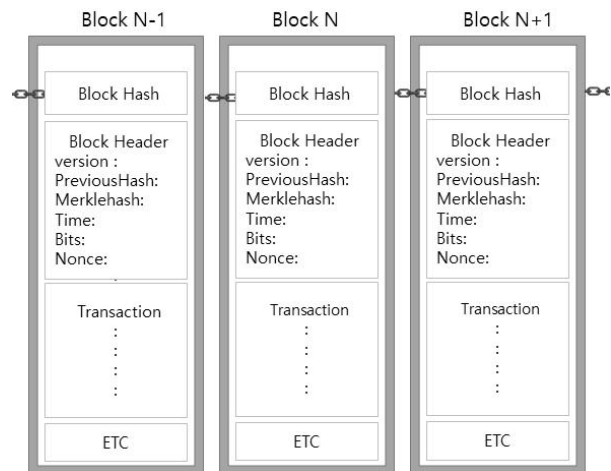 Block N-1
Block Hash
Block Header
version :
PreviousHash:
Merklehash:
Time:
Bits:
Nonce:
Transaction
:
:
:
:
ETC
Block N
Block Hash
Block Header
version :
PreviousHash:
Merklehash:
Time:
Bits:
Nonce:
Transaction
:
:
:
:
ETC
Block N+1
Block Hash
Block Header
version :
PreviousHash:
Merklehash:
Time:
Bits:
Nonce:
Transaction
:
:
:
:
ETC